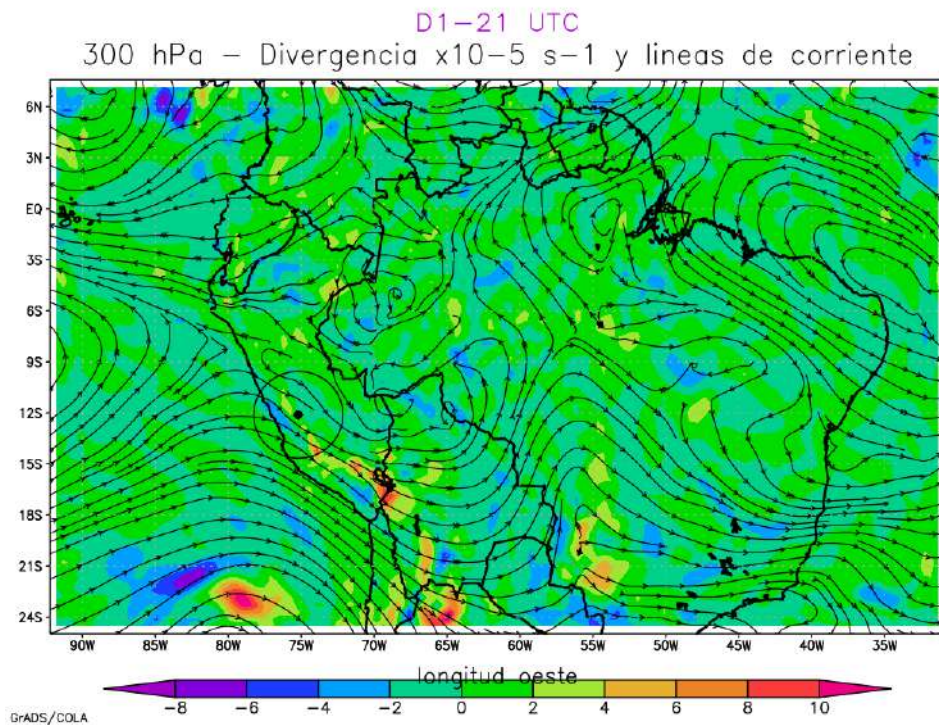 D1-21 UTC
300 hPa - Divergencia x10-5 s-1 y lineas de corriente
6N
3N
EQ
3S
6S
9S
12S
15S
18S
21S
24S
90W 85W 80W 75W 70W 65W 60W 55W 50W 45W 40W 35W
longitud oeste
-8 -6 -4 -2 0 2 4 6 8 10
GrADS/COLA